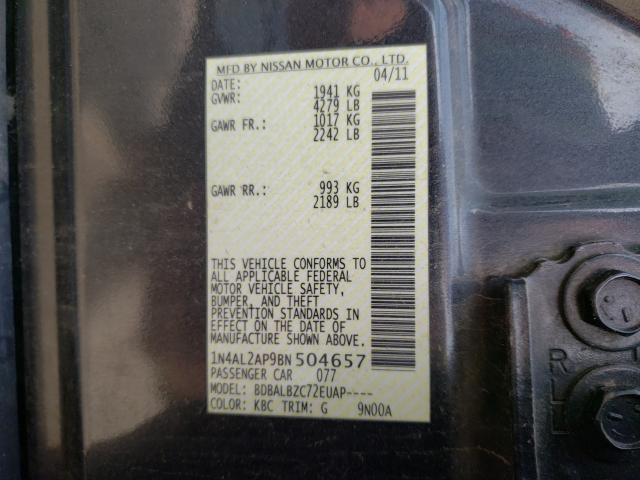 MFD BY NISSAN MOTOR CO., LTD.
DATE: 04/11
GVWR: 1941 KG
4279 LB
GAWR FR.: 1017 KG
2242 LB
GAWR RR.: 993 KG
2189 LB
THIS VEHICLE CONFORMS TO
ALL APPLICABLE FEDERAL
MOTOR VEHICLE SAFETY,
BUMPER, AND THEFT
PREVENTION STANDARDS IN
EFFECT ON THE DATE OF
MANUFACTURE SHOWN ABOVE.
1N4AL2AP9BN504657
PASSENGER CAR 077
MODEL: BDBALBZC72EUAP----
COLOR: KBC TRIM: G 9N00A